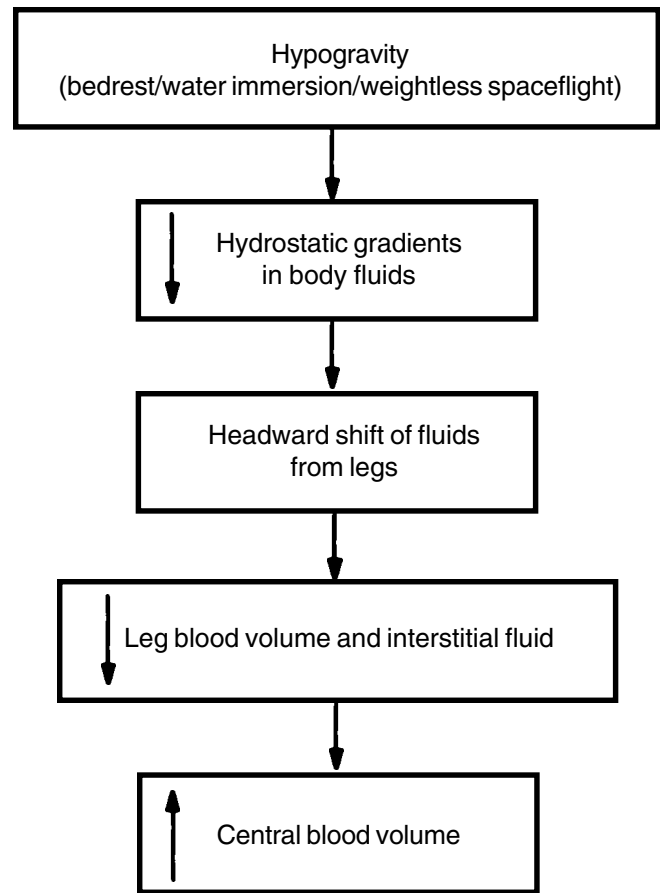 Hypogravity
(bedrest/water immersion/weightless spaceflight)
Hydrostatic gradients
in body fluids
Headward shift of fluids
from legs
Leg blood volume and interstitial fluid
Central blood volume